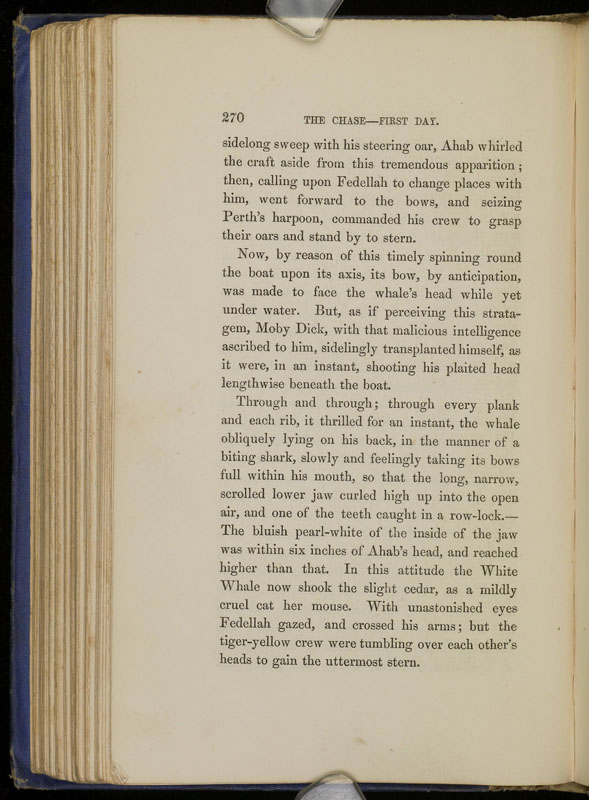 270 THE CHASE—FIRST DAY.
sidelong sweep with his steering oar, Ahab whirled
the craft aside from this tremendous apparition;
then, calling upon Fedellah to change places with
him, went forward to the bows, and seizing
Perth's harpoon, commanded his crew to grasp
their oars and stand by to stern.
Now, by reason of this timely spinning round
the boat upon its axis, its bow, by anticipation,
was made to face the whale's head while yet
under water. But, as if perceiving this strata-
gem, Moby Dick, with that malicious intelligence
ascribed to him, sidelingly transplanted himself, as
it were, in an instant, shooting his plaited head
lengthwise beneath the boat.
Through and through; through every plank
and each rib, it thrilled for an instant, the whale
obliquely lying on his back, in the manner of a
biting shark, slowly and feelingly taking its bows
full within his mouth, so that the long, narrow,
scrolled lower jaw curled high up into the open
air, and one of the teeth caught in a row-lock.—
The bluish pearl-white of the inside of the jaw
was within six inches of Ahab's head, and reached
higher than that. In this attitude the White
Whale now shook the slight cedar, as a mildly
cruel cat her mouse. With unastonished eyes
Fedellah gazed, and crossed his arms; but the
tiger-yellow crew were tumbling over each other's
heads to gain the uttermost stern.